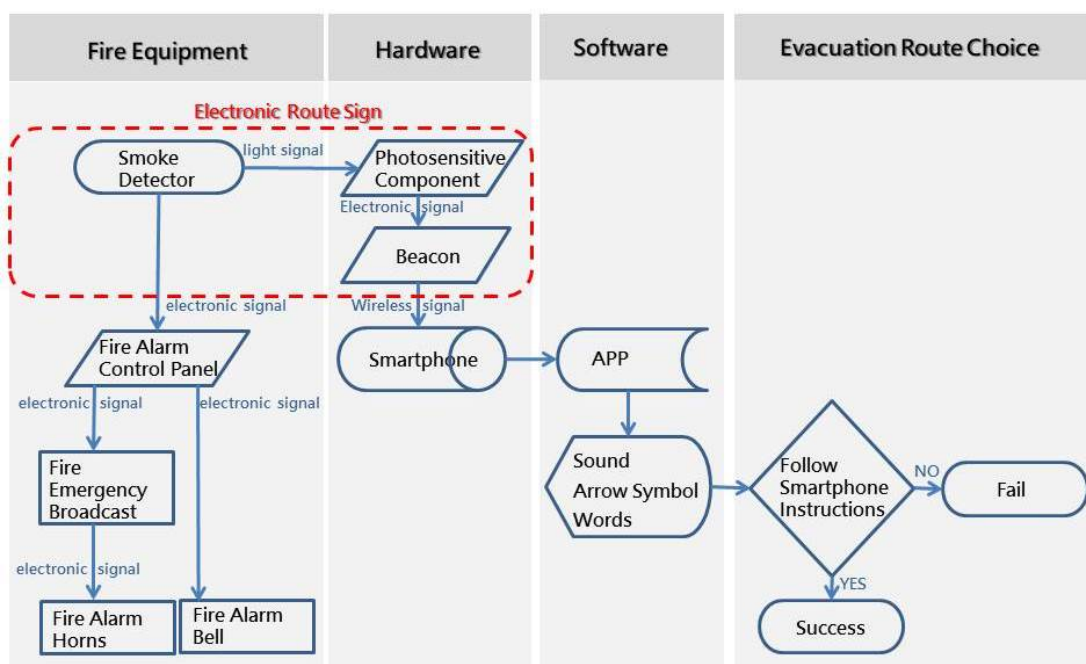 Fire Equipment
Hardware
Software
Evacuation Route Choice
Electronic Route Sign
Smoke
Detector
light signal
Photosensitive
Component
Electronic signal
Beacon
electronic signal
Wireless signal
Fire Alarm
Control Panel
Smartphone
APP
electronic signal
electronic signal
Fire
Emergency
Broadcast
Sound
Arrow Symbol
Words
Follow
Smartphone
Instructions
NO
Fail
electronic signal
YES
Fire Alarm
Horns
Fire Alarm
Bell
Success